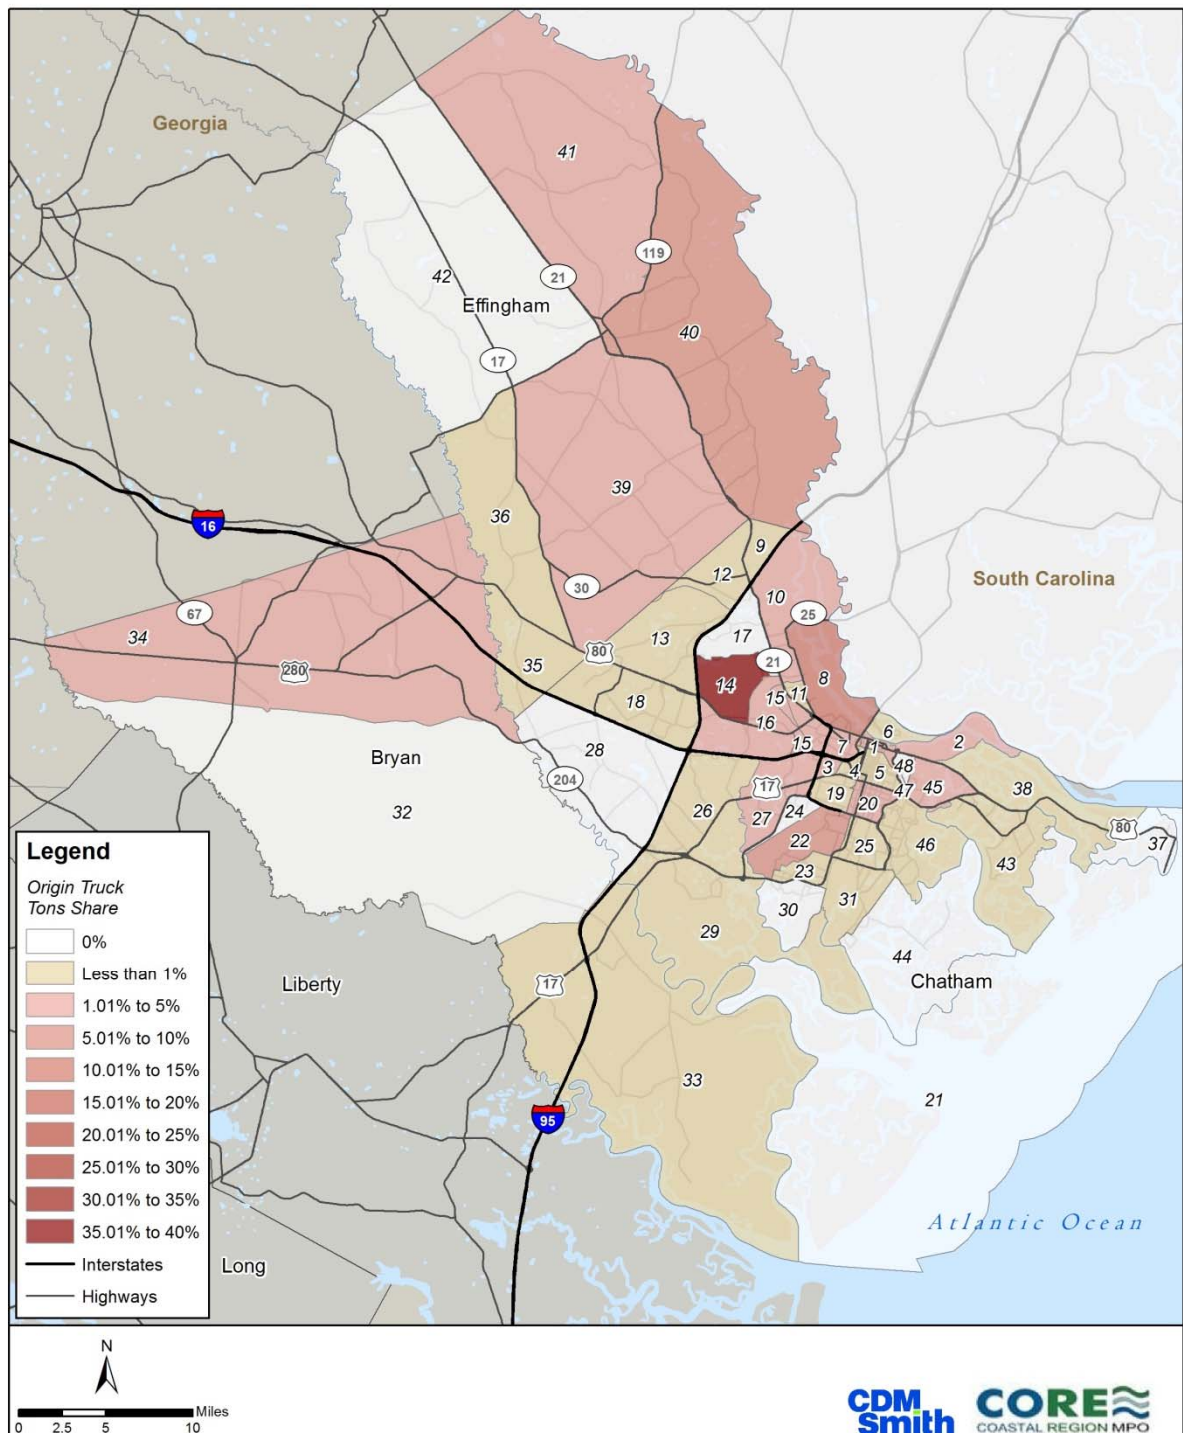 Georgia
41
119
42
21
Effingham
40
17
39
36
16
9
12
South Carolina
30
10
67
25
34
13
17
80
21
280
35
14
8
18
15
11
16
6
2
Bryan
28
15
7
1
48
204
3
4
5
17
19
47
45
38
26
24
20
32
27
80
22
25
46
37
43
23
31
30
29
44
Liberty
17
Chatham
33
21
95
Atlantic Ocean
Long
Legend
Origin Truck
Tons Share
0%
Less than 1%
1.01% to 5%
5.01% to 10%
10.01% to 15%
15.01% to 20%
20.01% to 25%
25.01% to 30%
30.01% to 35%
35.01% to 40%
Interstates
Highways
N
Miles
0 2.5 5 10
CDM
Smith
CORE
COASTAL REGION MPO